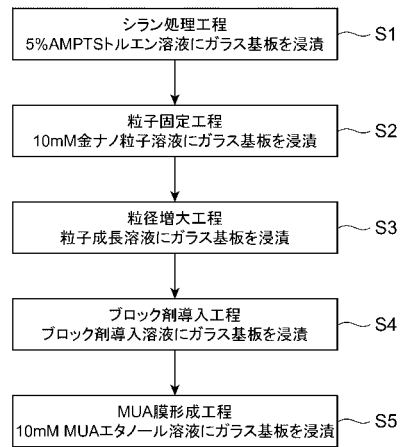 シラン処理工程
5%AMPTSトルエン溶液にガラス基板を浸漬
S1
粒子固定工程
10mM金ナノ粒子溶液にガラス基板を浸漬
S2
粒径増大工程
粒子成長溶液にガラス基板を浸漬
S3
ブロック剤導入工程
ブロック剤導入溶液にガラス基板を浸漬
S4
MUA膜形成工程
10mM MUAエタノール溶液にガラス基板を浸漬
S5